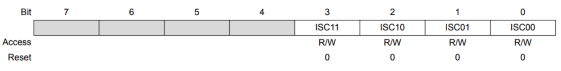 Bit 7 6 5 4 3 2 1 0
ISC11 ISC10 ISC01 ISC00
Access R/W R/W R/W R/W
Reset 0 0 0 0